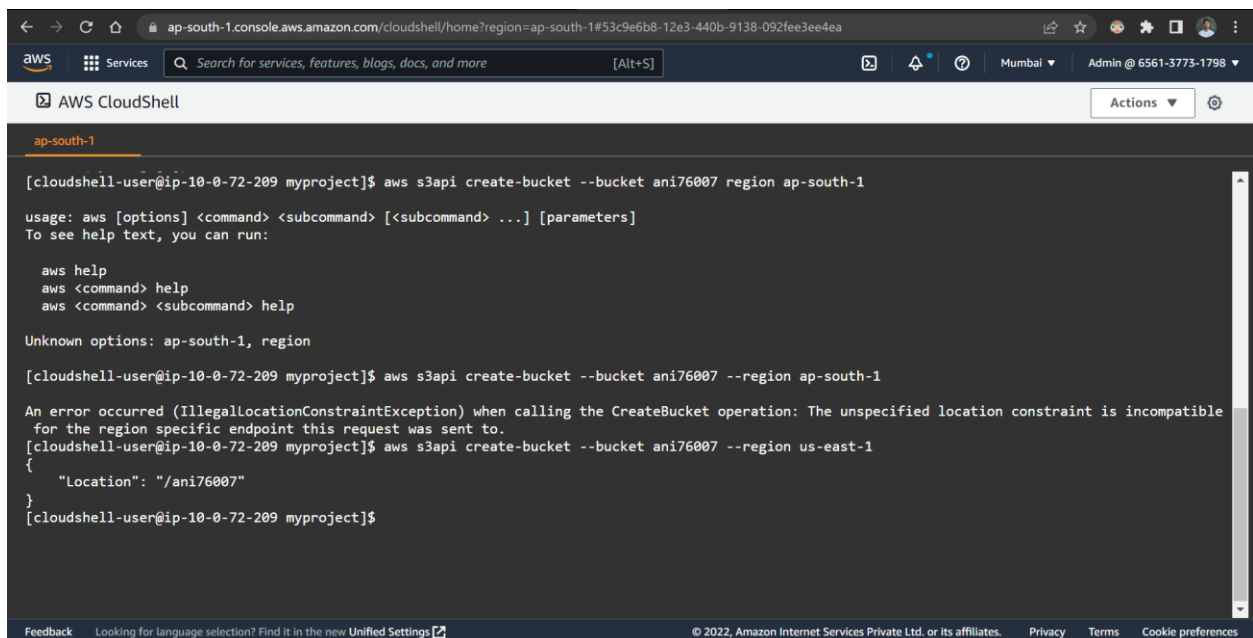 ap-south-1.console.aws.amazon.com/cloudshell/home?region=ap-south-1#53c9e6b8-12e3-440b-9138-092fee3ee4ea
aws Services Search for services, features, blogs, docs, and more [Alt+S] Mumbai Admin @ 6561-3773-1798
AWS CloudShell Actions
ap-south-1
[cloudshell-user@ip-10-0-72-209 myproject]$ aws s3api create-bucket --bucket ani76007 region ap-south-1
usage: aws [options] <command> <subcommand> [<subcommand> ...] [parameters]
To see help text, you can run:
aws help
aws <command> help
aws <command> <subcommand> help
Unknown options: ap-south-1, region
[cloudshell-user@ip-10-0-72-209 myproject]$ aws s3api create-bucket --bucket ani76007 --region ap-south-1
An error occurred (IllegalLocationConstraintException) when calling the CreateBucket operation: The unspecified location constraint is incompatible
for the region specific endpoint this request was sent to.
[cloudshell-user@ip-10-0-72-209 myproject]$ aws s3api create-bucket --bucket ani76007 --region us-east-1
{
"Location": "/ani76007"
}
[cloudshell-user@ip-10-0-72-209 myproject]$
Feedback Looking for language selection? Find it in the new Unified Settings © 2022, Amazon Internet Services Private Ltd. or its affiliates. Privacy Terms Cookie preferences